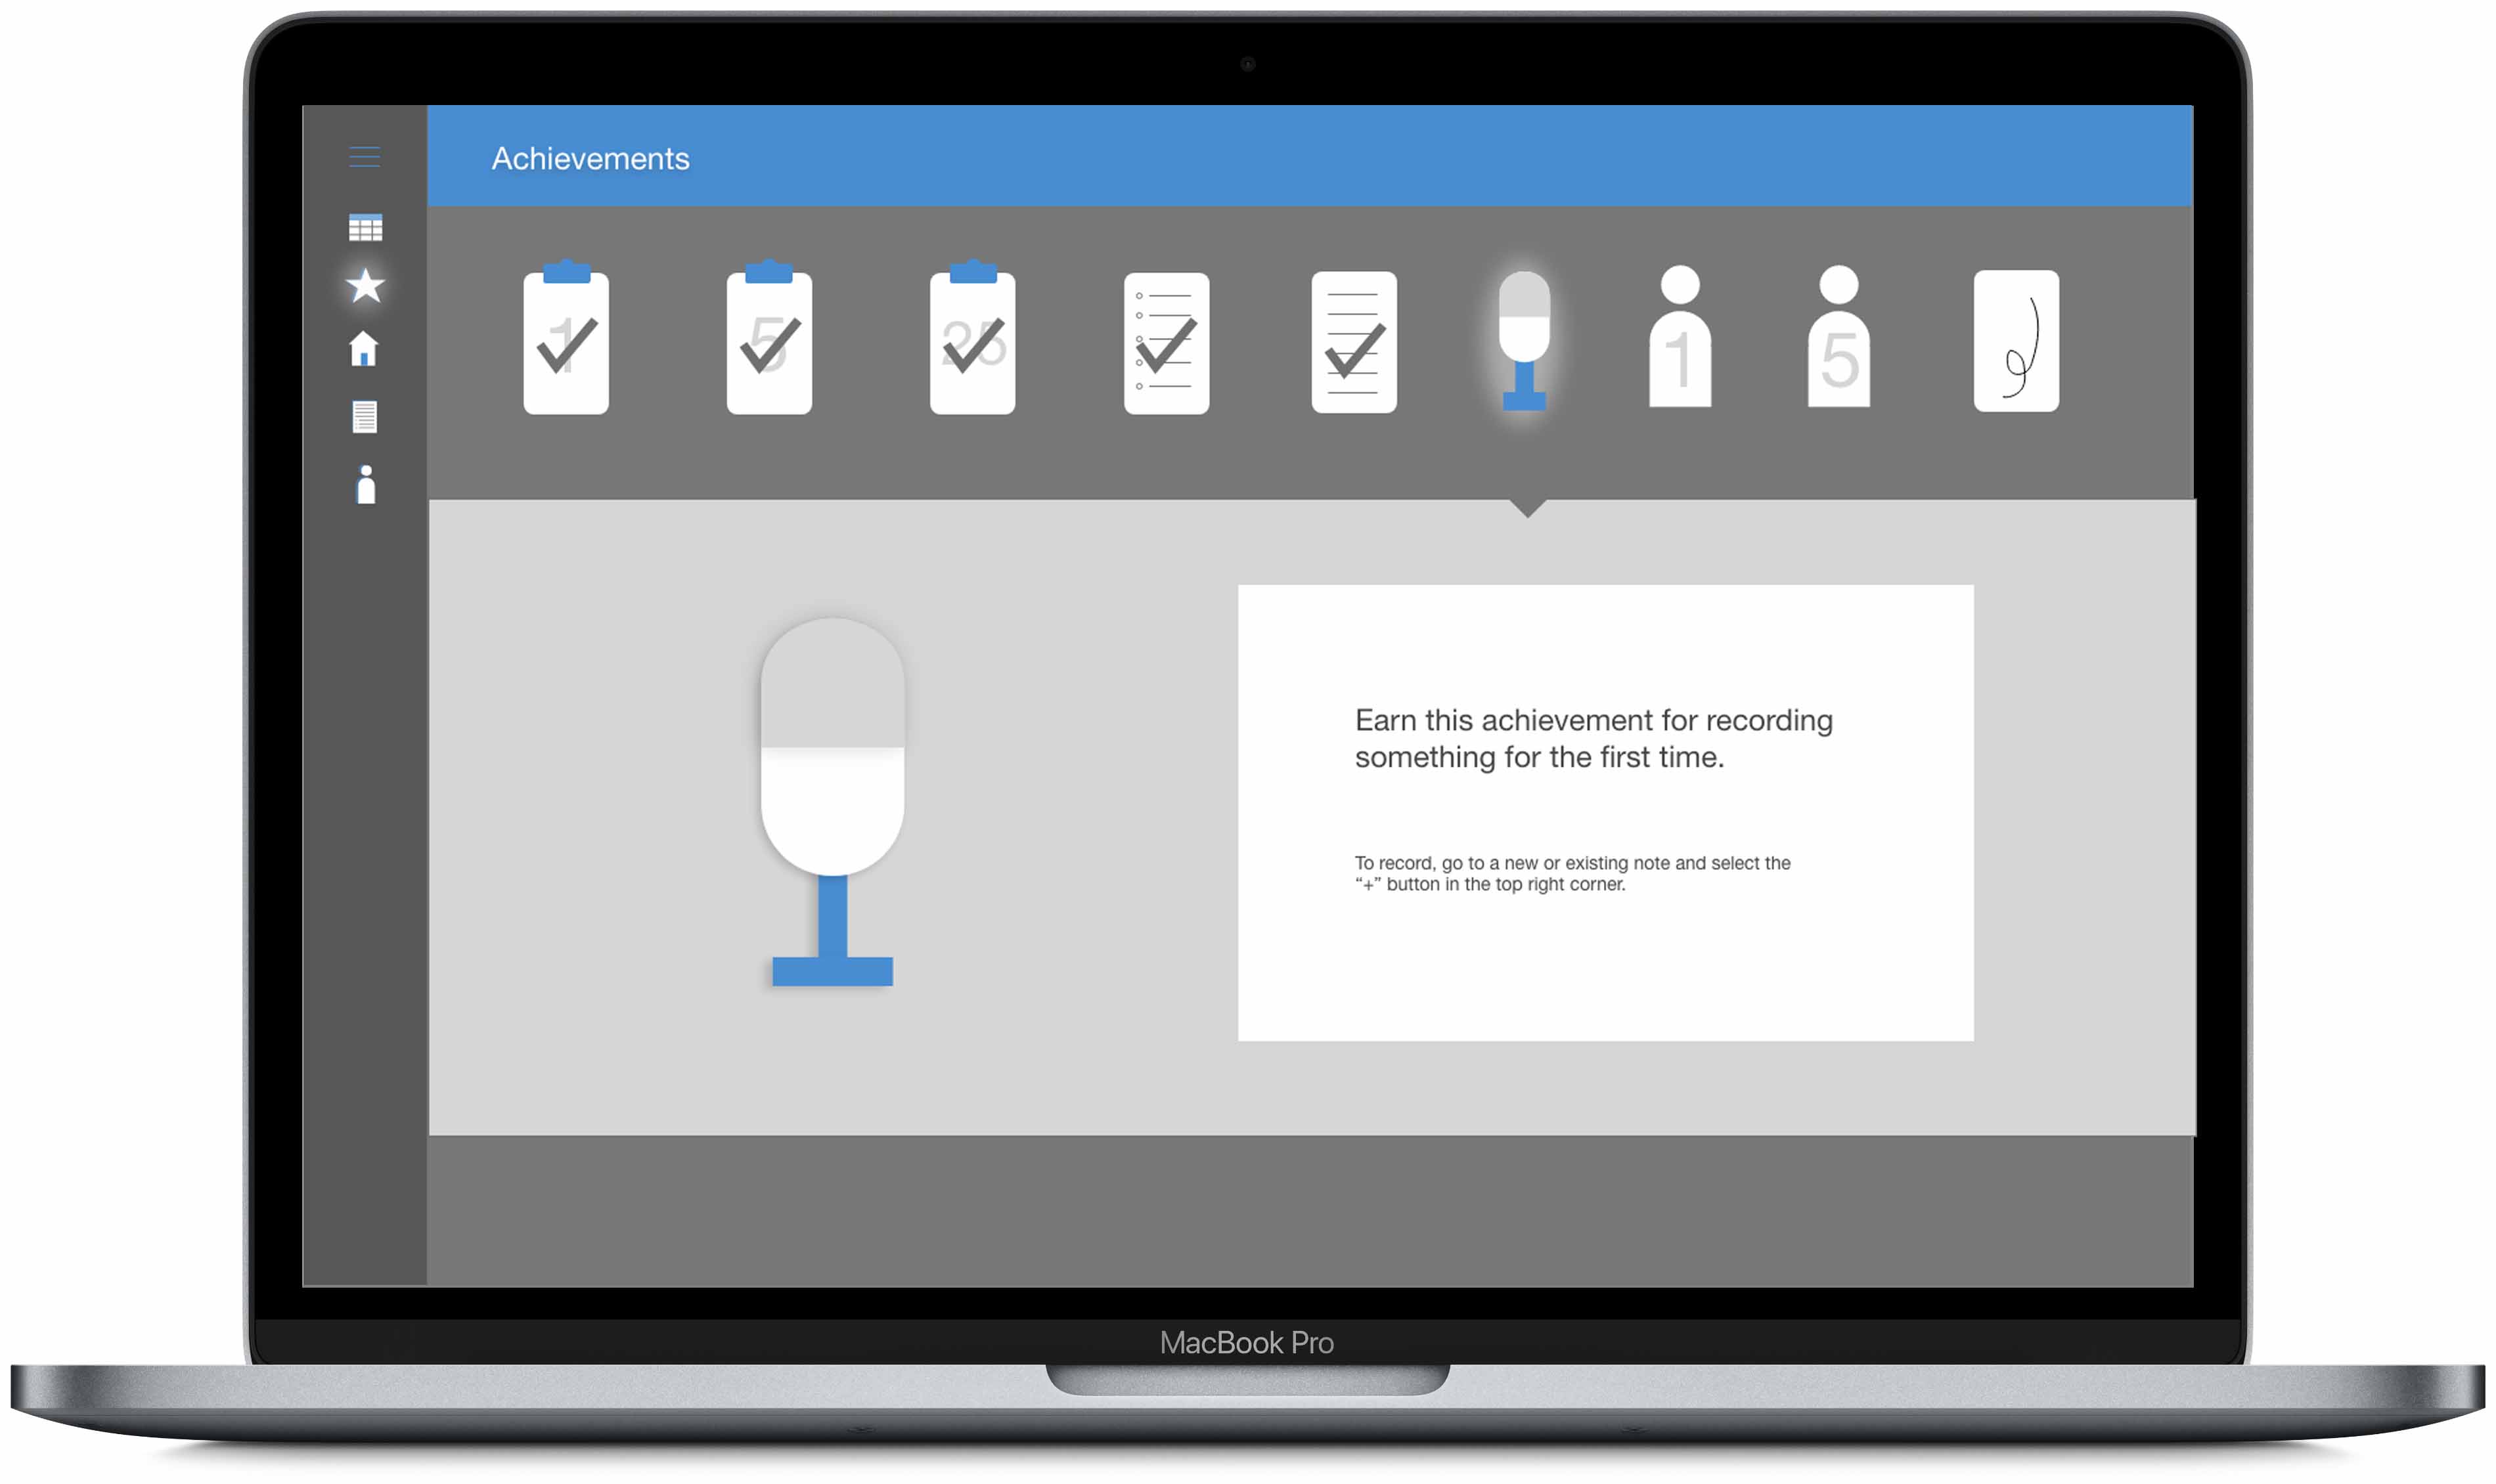 Achievements
1
5
25
1
5
Earn this achievement for recording
something for the first time.
To record, go to a new or existing note and select the
“+” button in the top right corner.
MacBook Pro